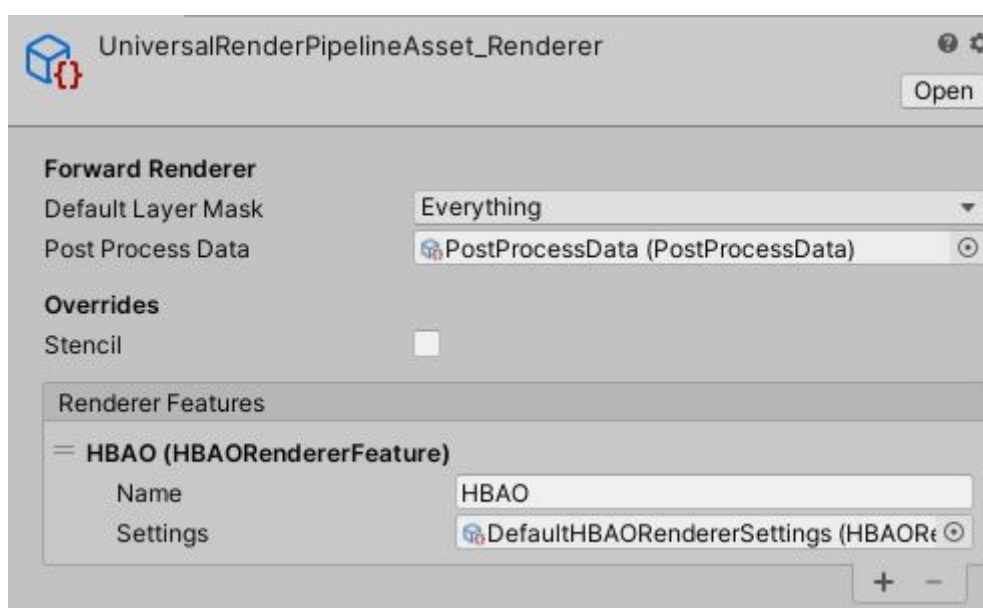 UniversalRenderPipelineAsset_Renderer
Open
Forward Renderer
Default Layer Mask Everything
Post Process Data PostProcessData (PostProcessData)
Overrides
Stencil
Renderer Features
HBAO (HBAORendererFeature)
Name HBAO
Settings DefaultHBAORendererSettings (HBAORe